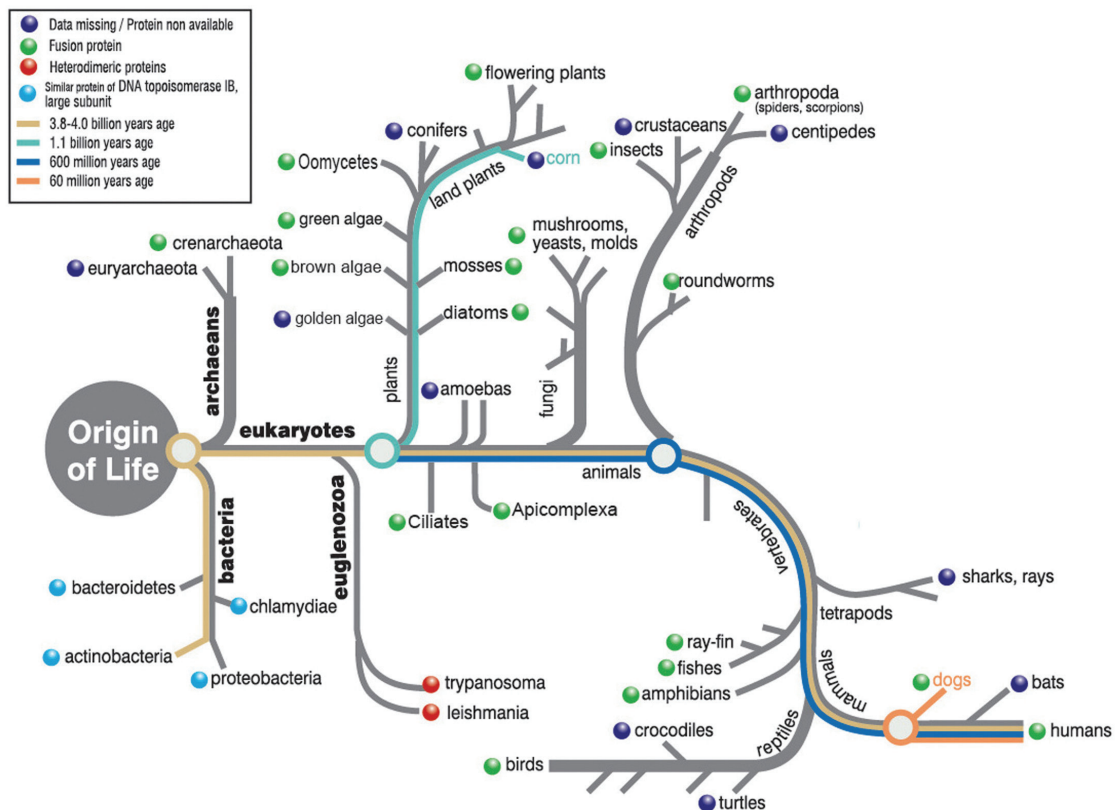 Data missing / Protein non available
Fusion protein
Heterodimeric proteins
Similar protein of DNA topoisomerase IB,
large subunit
3.8-4.0 billion years age
1.1 billion years age
600 million years age
60 million years age
flowering plants
conifers
corn
Oomycetes
land plants
green algae
brown algae
mosses
golden algae
diatoms
plants
crenarchaeota
euryarchaeota
archaeans
arthropoda
(spiders, scorpions)
crustaceans
centipedes
insects
arthropods
mushrooms,
yeasts, molds
roundworms
fungi
amoebas
Origin
of Life
eukaryotes
animals
Ciliates
Apicomplexa
euglenozoa
bacteria
bacteroidetes
chlamydiae
actinobacteria
proteobacteria
trypanosoma
leishmania
vertebrates
sharks, rays
tetrapods
ray-fin
fishes
amphibians
mammals
dogs
bats
humans
reptiles
crocodiles
birds
turtles